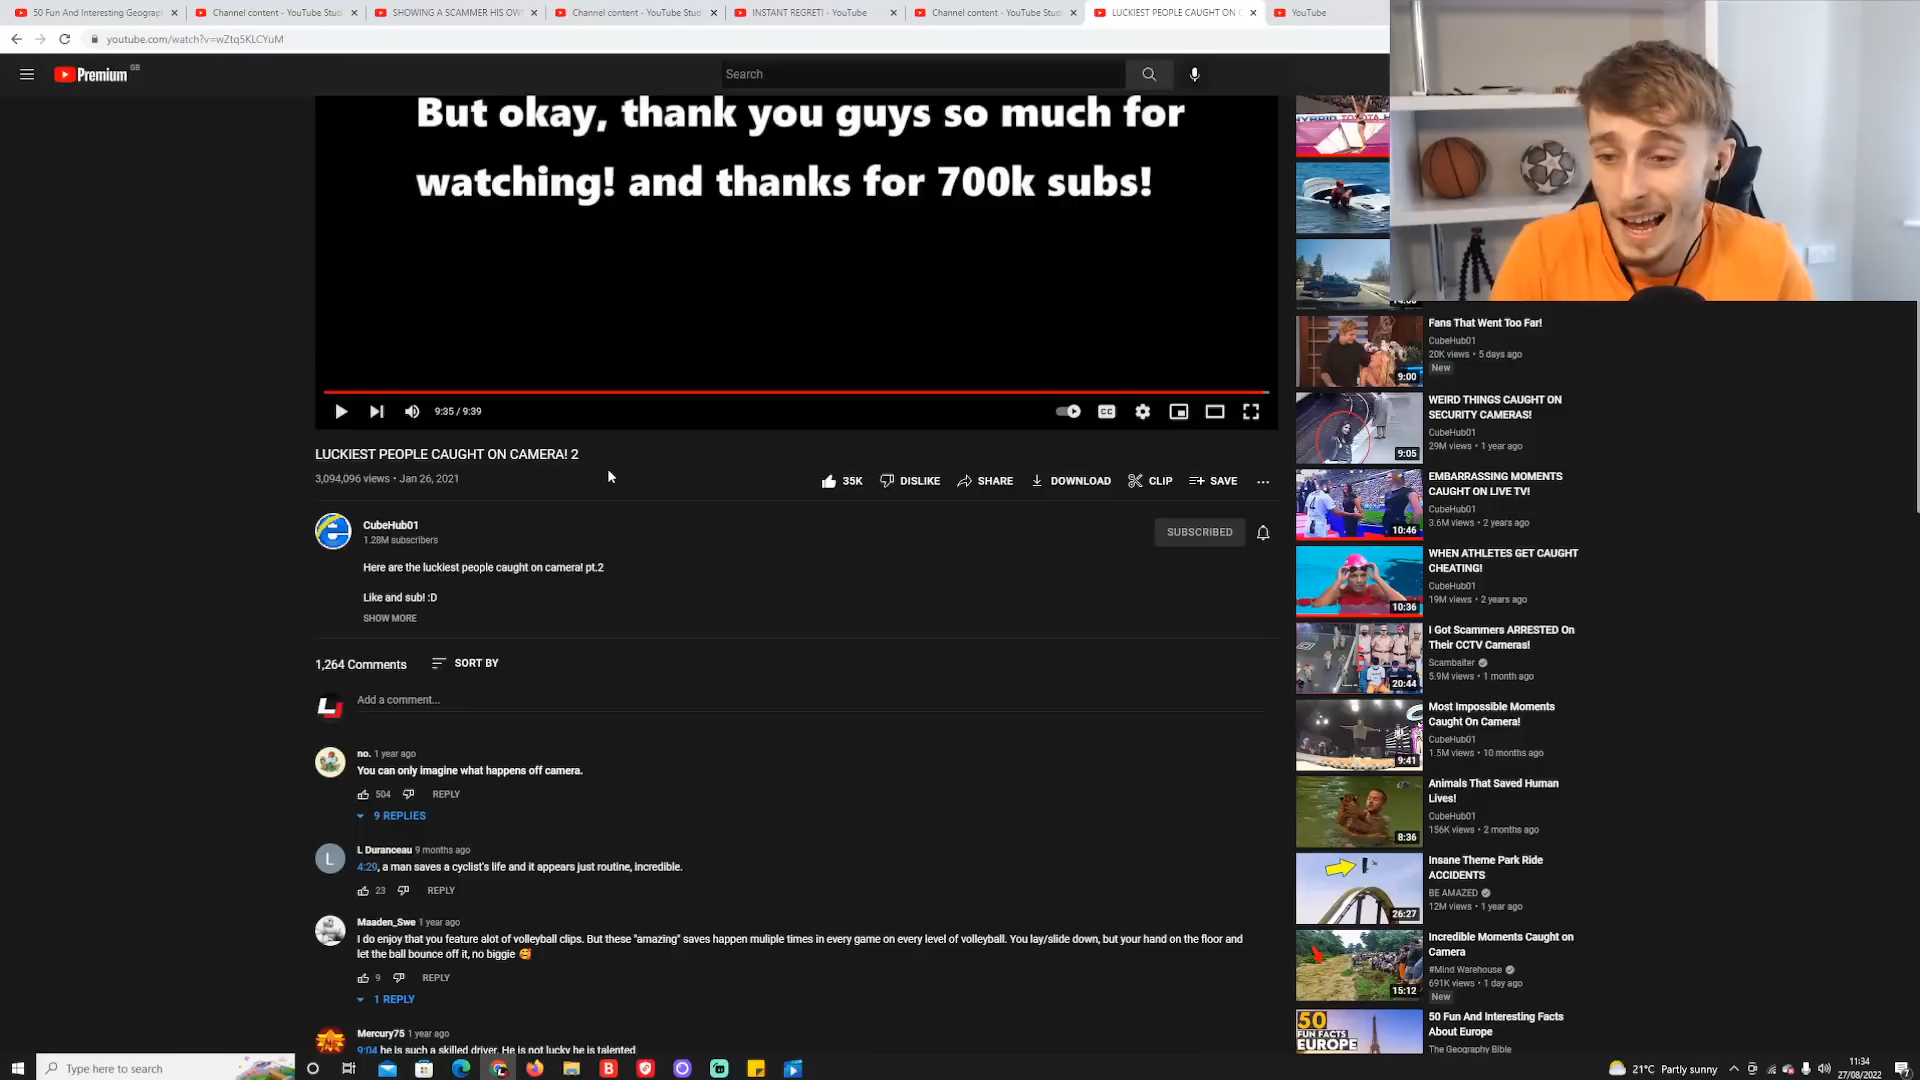 50 Fun And Interesting Geograp
Channel content - YouTube Stud
SHOWING A SCAMMER HIS OW
Channel content - YouTube Stud
INSTANT REGRET! - YouTube
Channel content - YouTube Stud
LUCKIEST PEOPLE CAUGHT ON C
YouTube
youtube.com/watch?v=wZtq5KLCYuM
Premium GB
Search
But okay, thank you guys so much for
watching! and thanks for 700k subs!
9:35 / 9:39
CC
LUCKIEST PEOPLE CAUGHT ON CAMERA! 2
3,094,096 views • Jan 26, 2021
35K
DISLIKE
SHARE
DOWNLOAD
CLIP
SAVE
CubeHub01
1.28M subscribers
SUBSCRIBED
Here are the luckiest people caught on camera! pt.2
Like and sub! :D
SHOW MORE
1,264 Comments
SORT BY
Add a comment...
no. 1 year ago
You can only imagine what happens off camera.
504
REPLY
9 REPLIES
L
L Duranceau 9 months ago
4:29, a man saves a cyclist's life and it appears just routine, incredible.
23
REPLY
Maaden_Swe 1 year ago
I do enjoy that you feature alot of volleyball clips. But these "amazing" saves happen muliple times in every game on every level of volleyball. You lay/slide down, but your hand on the floor and
let the ball bounce off it, no biggie 🥰
9
REPLY
1 REPLY
Mercury75 1 year ago
9:04 he is such a skilled driver. He is not lucky he is talented
Fans That Went Too Far!
CubeHub01
20K views • 5 days ago
New
9:00
WEIRD THINGS CAUGHT ON
SECURITY CAMERAS!
CubeHub01
29M views • 1 year ago
9:05
EMBARRASSING MOMENTS
CAUGHT ON LIVE TV!
CubeHub01
3.6M views • 2 years ago
10:46
WHEN ATHLETES GET CAUGHT
CHEATING!
CubeHub01
19M views • 2 years ago
10:36
I Got Scammers ARRESTED On
Their CCTV Cameras!
Scambaiter
5.9M views • 1 month ago
20:44
Most Impossible Moments
Caught On Camera!
CubeHub01
1.5M views • 10 months ago
9:41
Animals That Saved Human
Lives!
CubeHub01
156K views • 2 months ago
8:36
Insane Theme Park Ride
ACCIDENTS
BE AMAZED
12M views • 1 year ago
26:27
Incredible Moments Caught on
Camera
#Mind Warehouse
691K views • 1 day ago
New
15:12
50 Fun And Interesting Facts
About Europe
The Geography Bible
50
FUN FACTS
EUROPE
Type here to search
21°C Partly sunny
11:34
27/08/2022